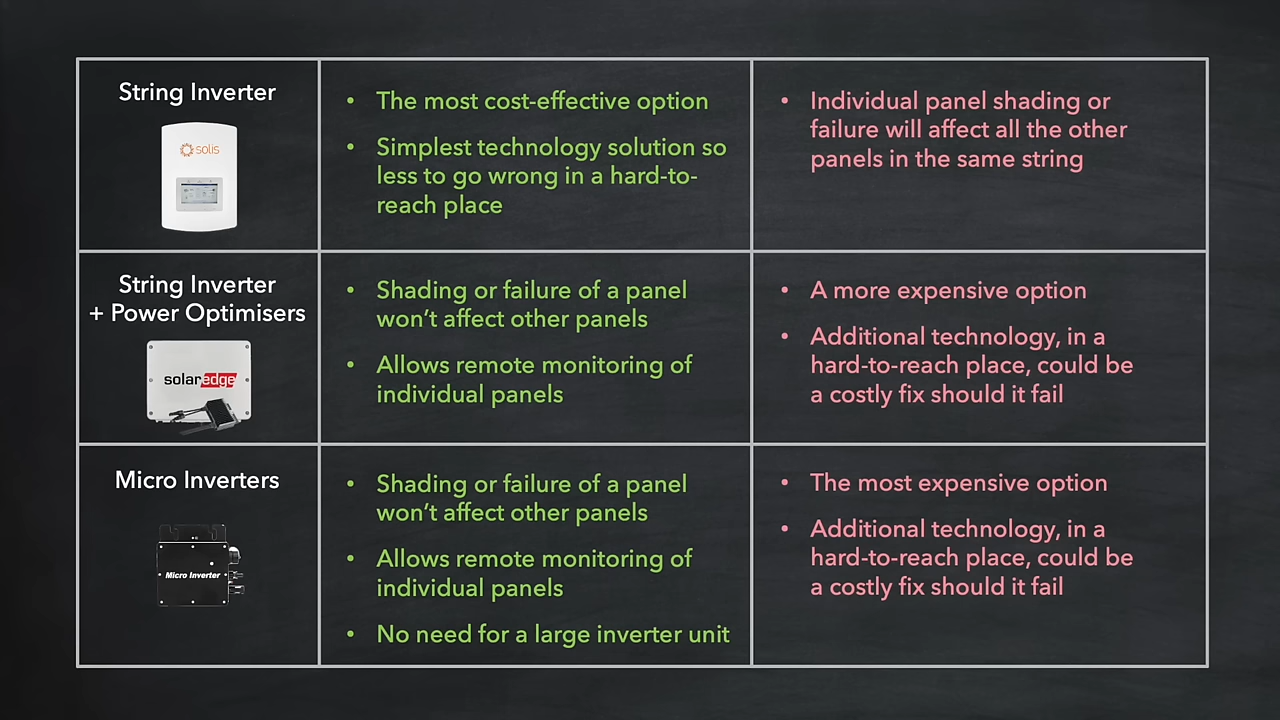 String Inverter
solis
• The most cost-effective option
• Simplest technology solution so
less to go wrong in a hard-to-
reach place
• Individual panel shading or
failure will affect all the other
panels in the same string
String Inverter
+ Power Optimisers
solaredge
• Shading or failure of a panel
won’t affect other panels
• Allows remote monitoring of
individual panels
• A more expensive option
• Additional technology, in a
hard-to-reach place, could be
a costly fix should it fail
Micro Inverters
Micro Inverter
• Shading or failure of a panel
won’t affect other panels
• Allows remote monitoring of
individual panels
• No need for a large inverter unit
• The most expensive option
• Additional technology, in a
hard-to-reach place, could be
a costly fix should it fail